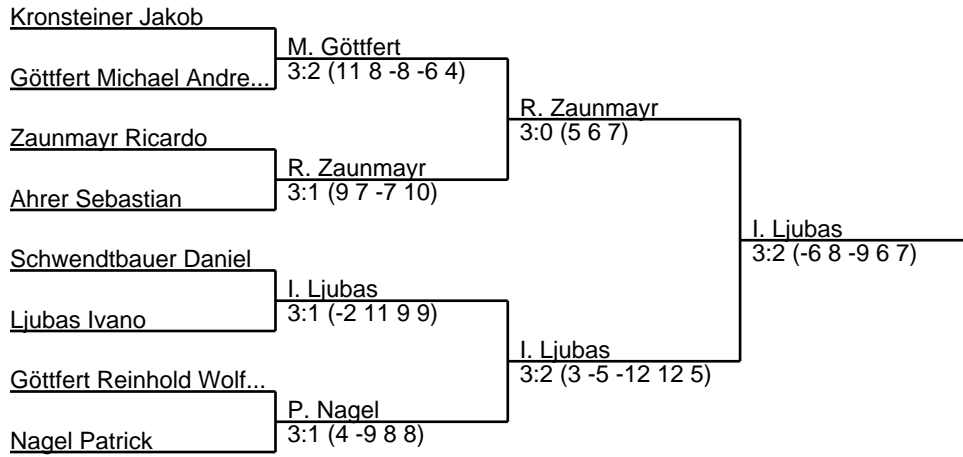 Kronsteiner Jakob
M. Göttfert
3:2 (11 8 -8 -6 4)
Göttfert Michael Andre...
R. Zaunmayr
3:0 (5 6 7)
Zaunmayr Ricardo
R. Zaunmayr
3:1 (9 7 -7 10)
Ahrer Sebastian
I. Ljubas
3:2 (-6 8 -9 6 7)
Schwendtbauer Daniel
I. Ljubas
3:1 (-2 11 9 9)
Ljubas Ivano
I. Ljubas
3:2 (3 -5 -12 12 5)
Göttfert Reinhold Wolf...
P. Nagel
3:1 (4 -9 8 8)
Nagel Patrick